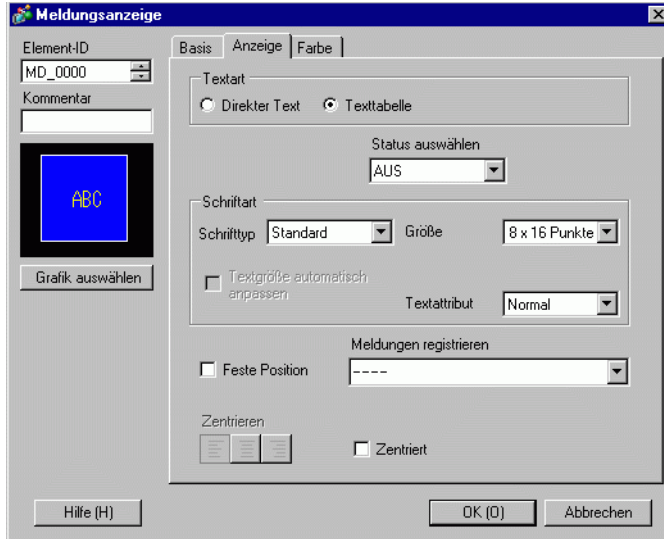 Meldungsanzeige
Element-ID
MD_0000
Kommentar
ABC
Grafik auswählen
Basis Anzeige Farbe
Textart
Direkter Text Texttabelle
Status auswählen
AUS
Schriftart
Schrifttyp Standard Größe 8 x 16 Punkte
Textgröße automatisch
anpassen
Textattribut Normal
Meldungen registrieren
Feste Position ----
Zentrieren
Zentriert
Hilfe (H) OK (O) Abbrechen